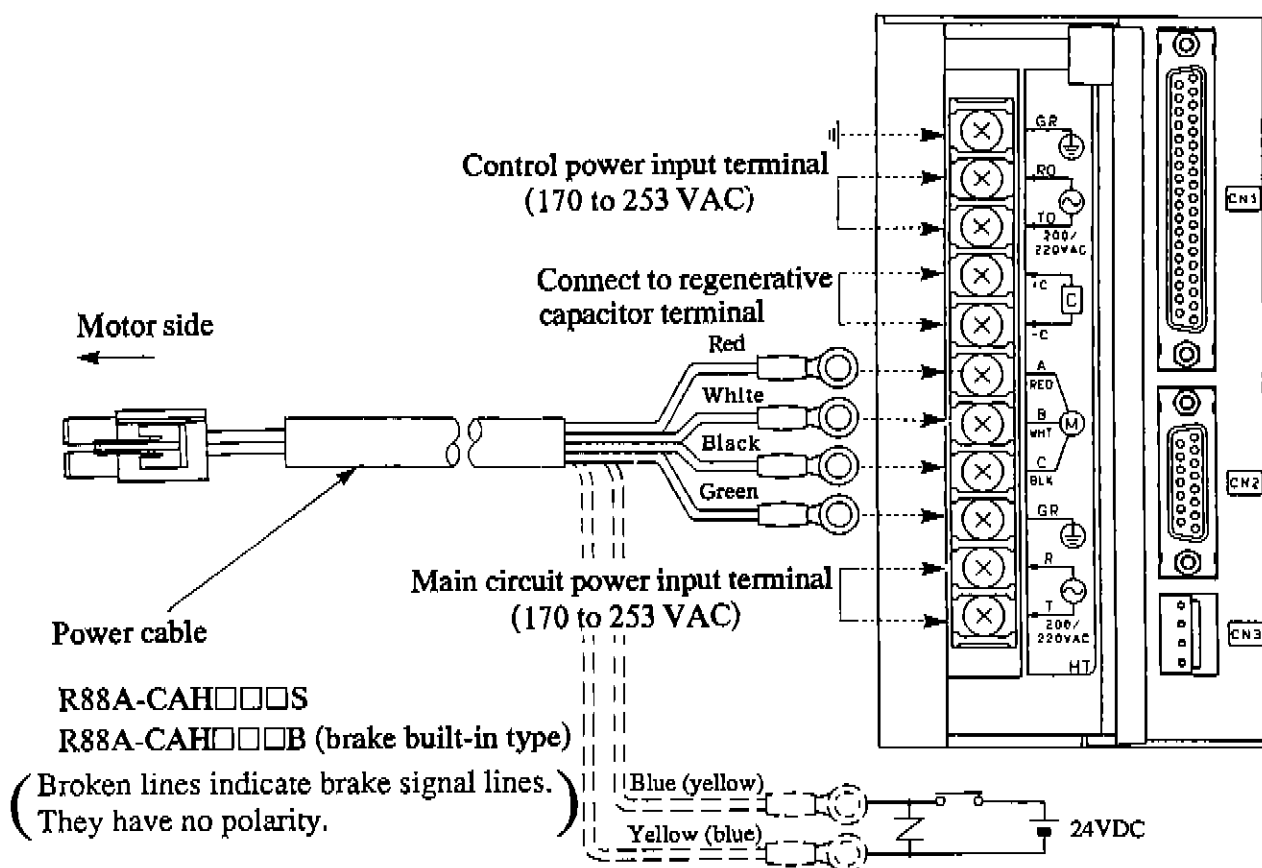 Control power input terminal
(170 to 253 VAC)
Connect to regenerative
capacitor terminal
Motor side
Red
White
Black
Green
Main circuit power input terminal
(170 to 253 VAC)
Power cable
R88A-CAH□□□S
R88A-CAH□□□B (brake built-in type)
(Broken lines indicate brake signal lines.
They have no polarity.)
Blue (yellow)
Yellow (blue)
24VDC
GR
R0
T0
200/
220VAC
+C
C
-C
A
RED
B
WHT
M
C
BLK
GR
R
T
200/
220VAC
HT
CN1
CN2
CN3